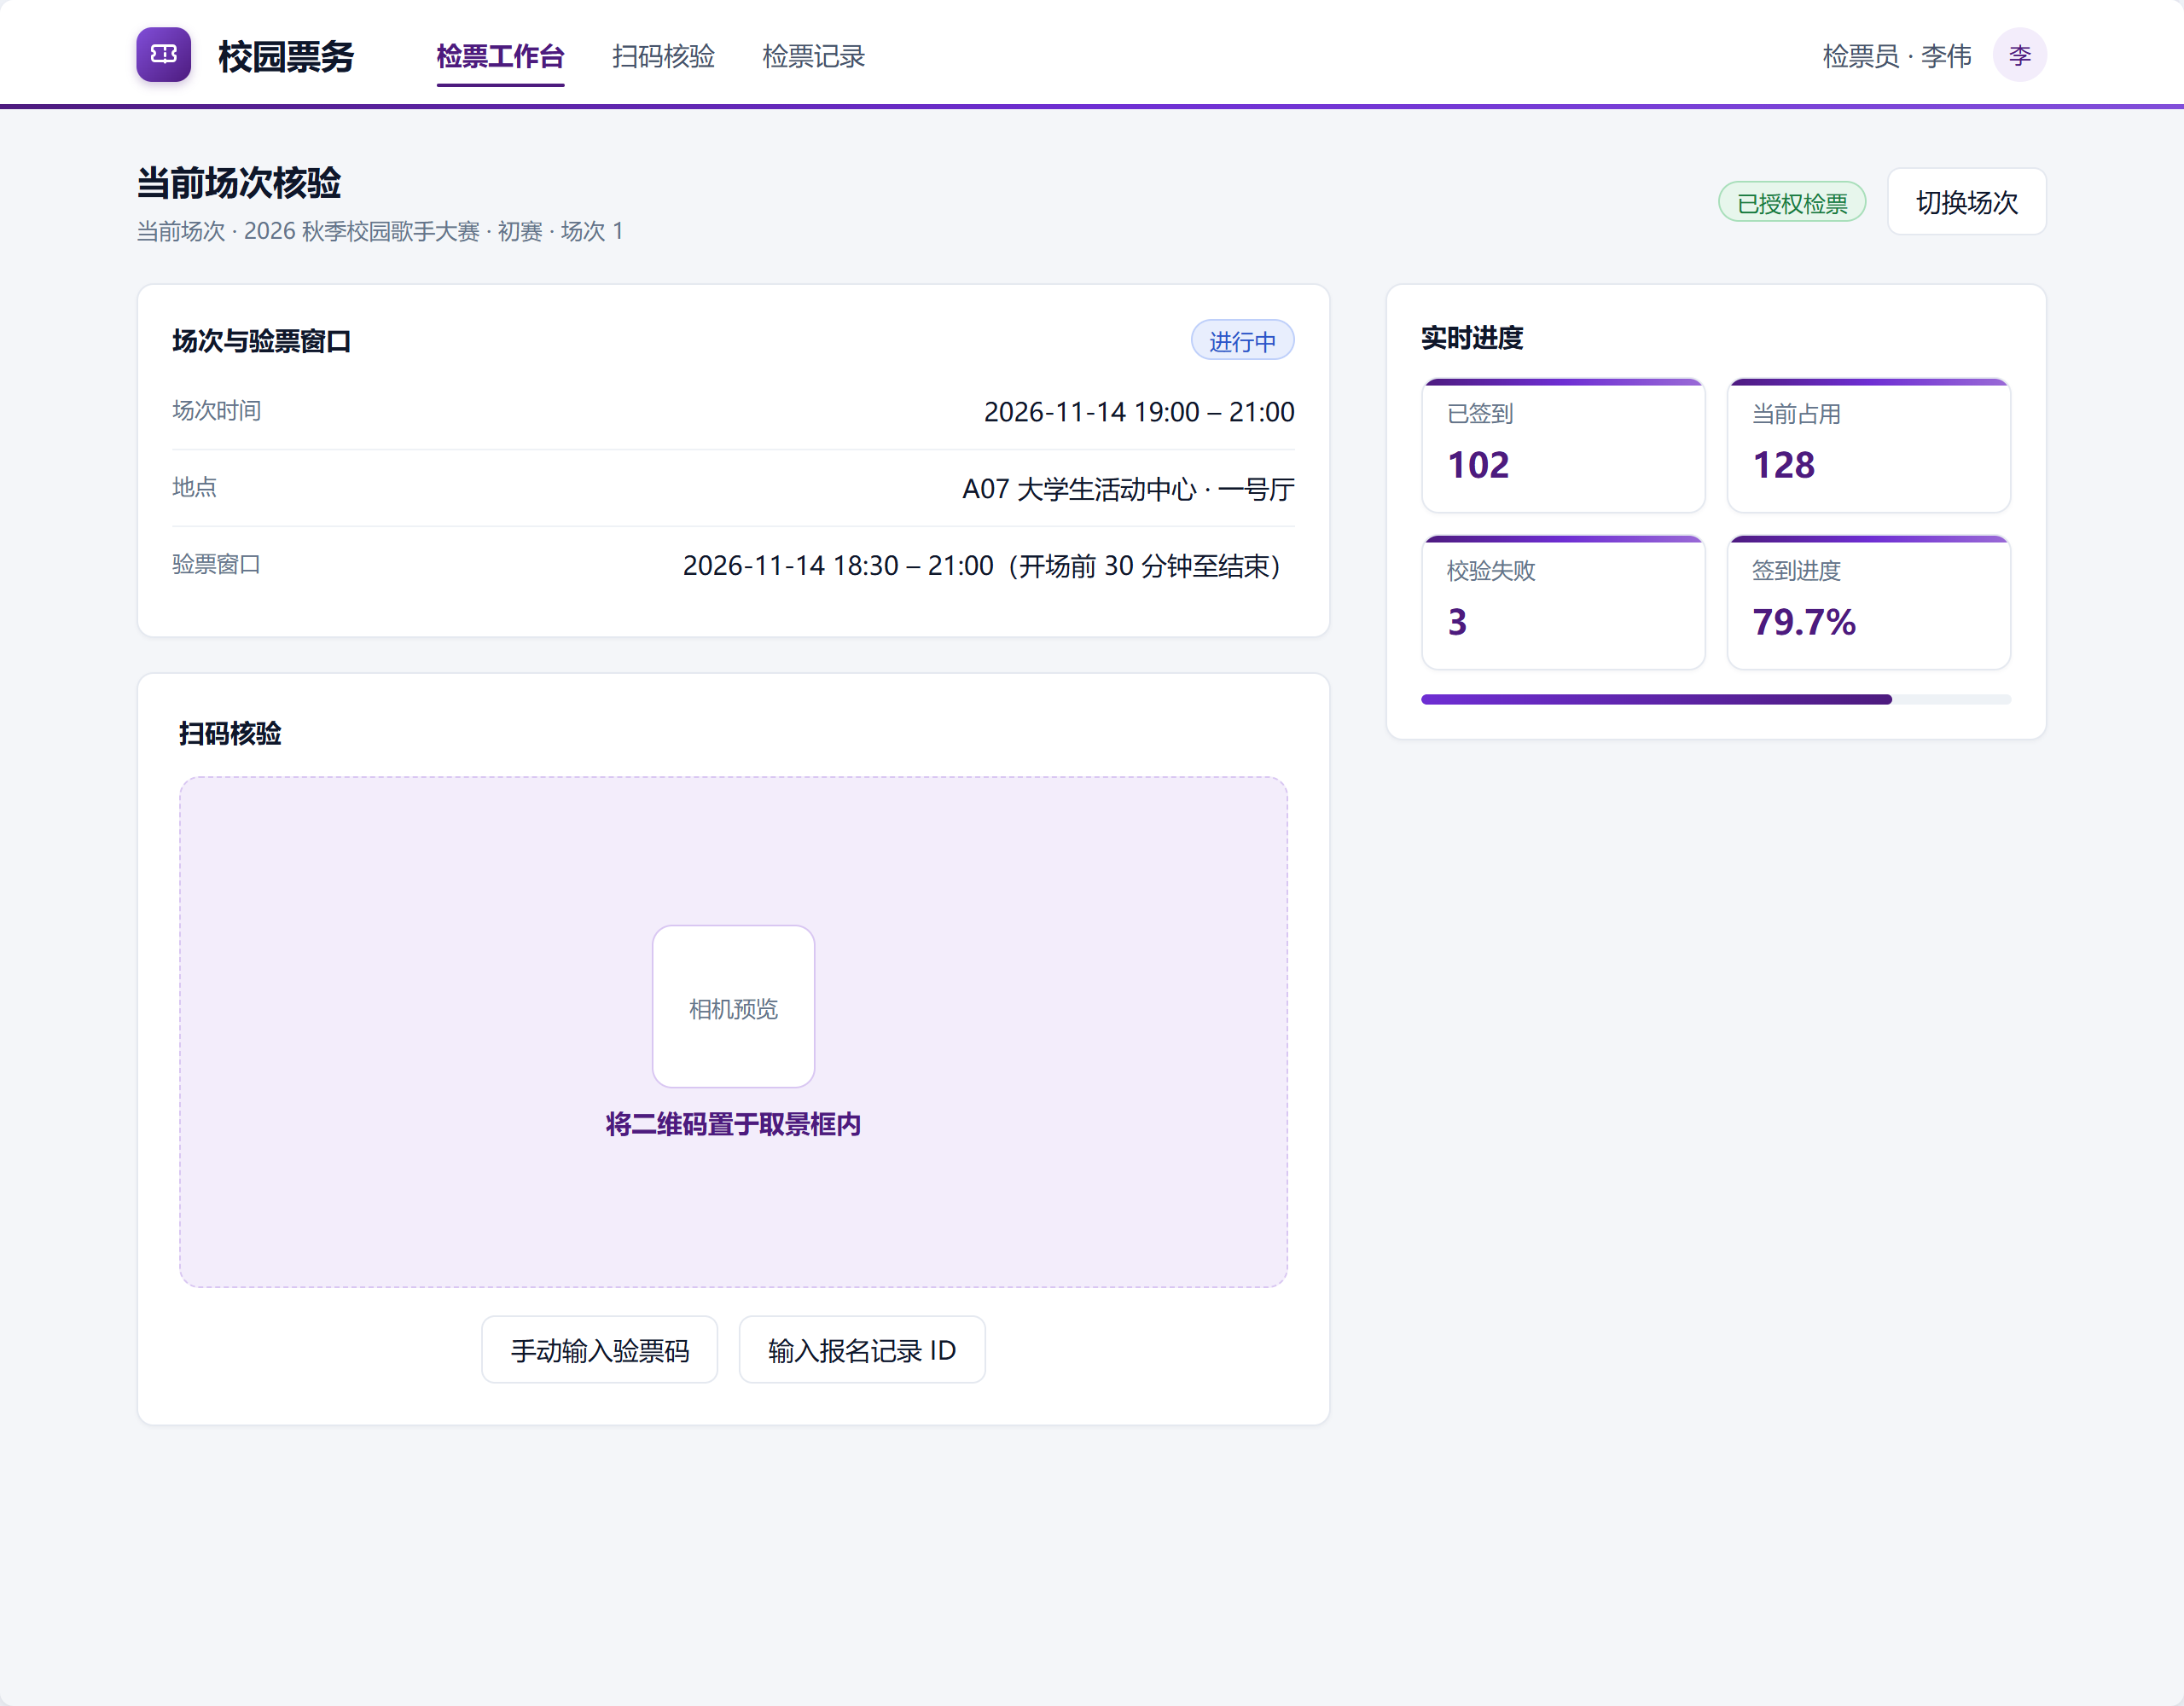 校园票务
检票工作台
扫码核验
检票记录
检票员 · 李伟
李
当前场次核验
当前场次 · 2026 秋季校园歌手大赛 · 初赛 · 场次 1
已授权检票
切换场次
场次与验票窗口
进行中
场次时间
2026-11-14 19:00 – 21:00
地点
A07 大学生活动中心 · 一号厅
验票窗口
2026-11-14 18:30 – 21:00（开场前 30 分钟至结束）
实时进度
已签到
102
当前占用
128
校验失败
3
签到进度
79.7%
扫码核验
相机预览
将二维码置于取景框内
手动输入验票码
输入报名记录 ID